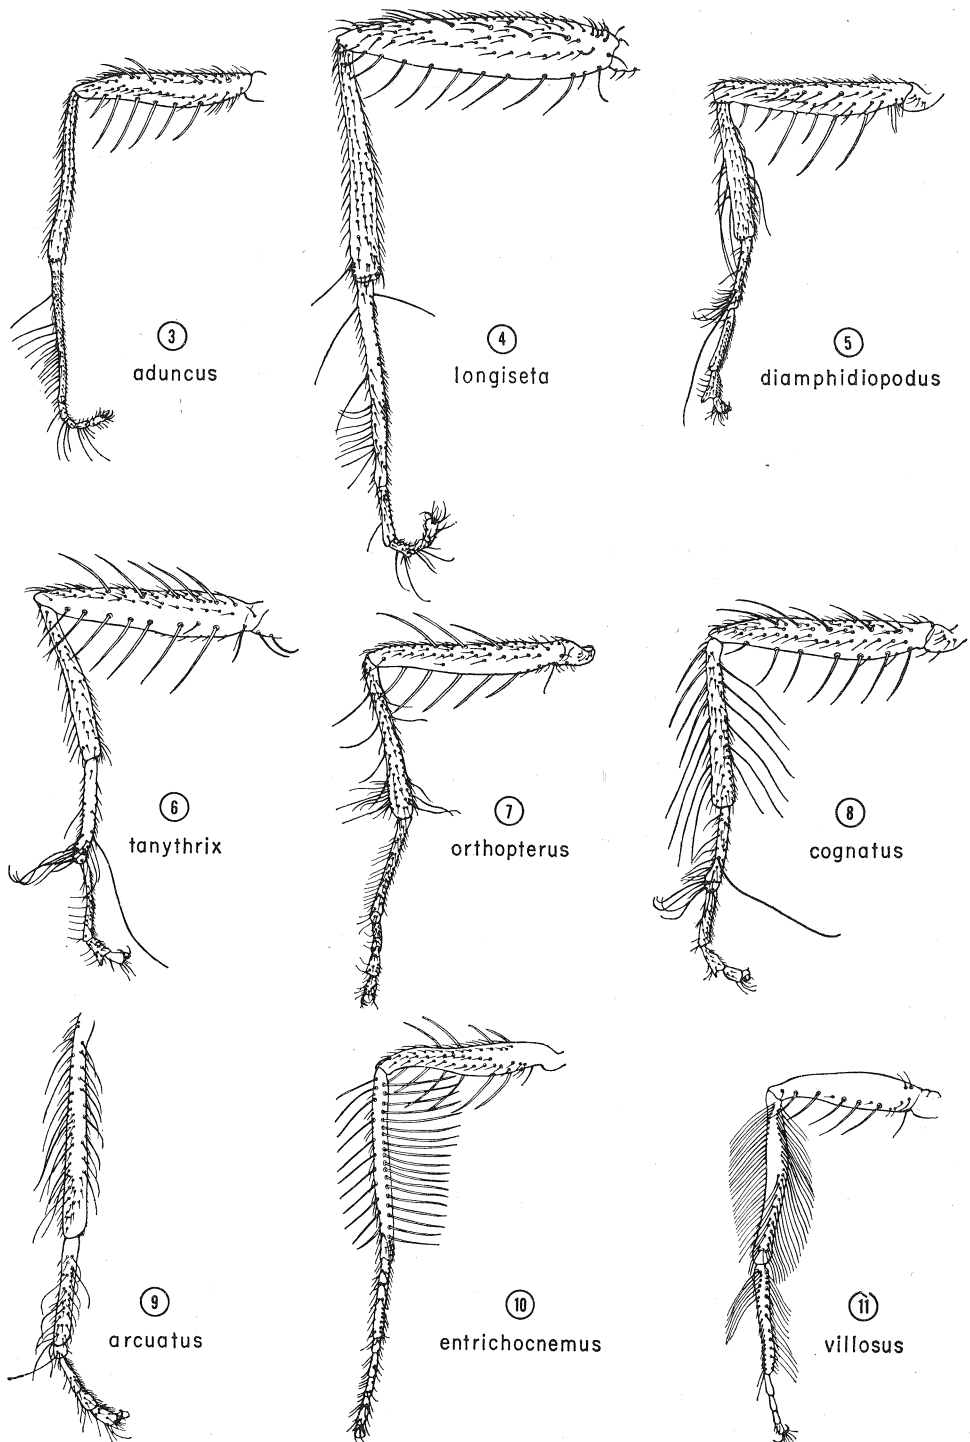 3
aduncus
4
longiseta
5
diamphidiopodus
6
tanythrix
7
orthopterus
8
cognatus
9
arcuatus
10
entrichocnemus
11
villosus